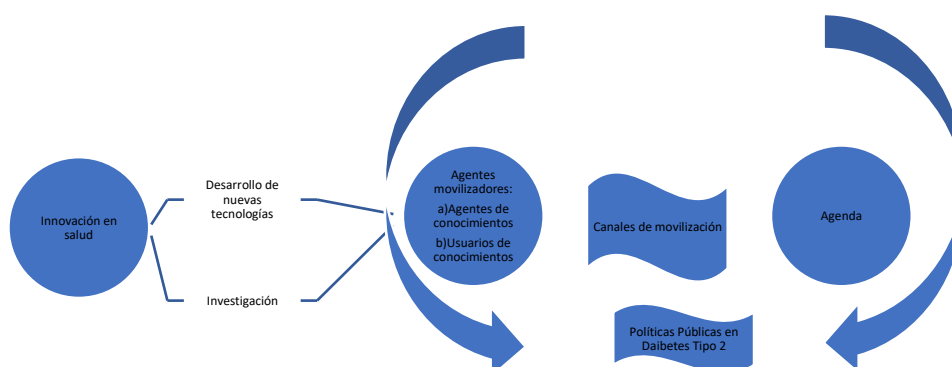 Innovación en
salud
Desarrollo de
nuevas
tecnologías
Investigación
Agentes
movilizadores:
a)Agentes de
conocimientos
b)Usuarios de
conocimientos
Canales de movilización
Políticas Públicas en
Daibetes Tipo 2
Agenda